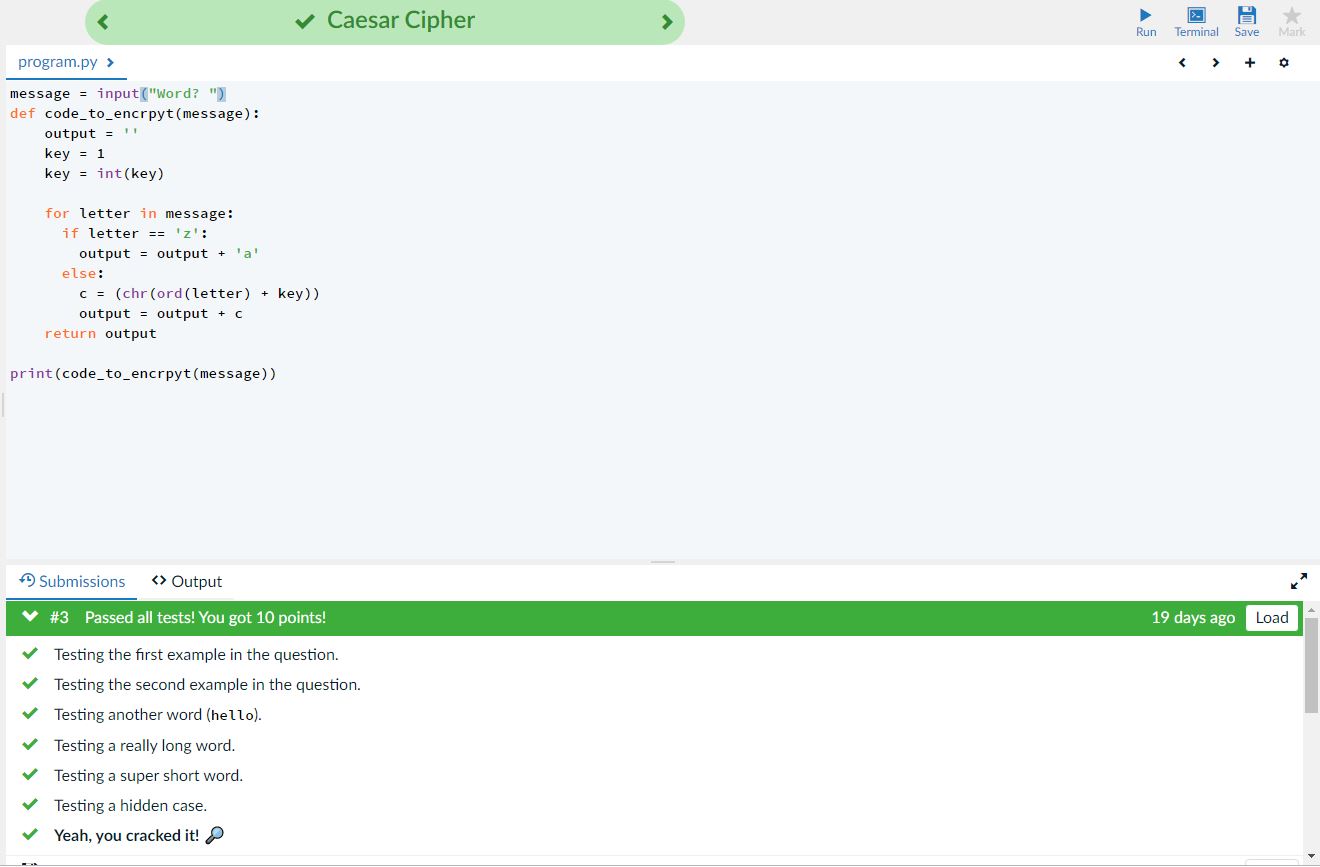 Caesar Cipher
Run Terminal Save Mark
program.py
message = input("Word? ")
def code_to_encrpyt(message):
    output = ''
    key = 1
    key = int(key)
    for letter in message:
      if letter == 'z':
        output = output + 'a'
      else:
        c = (chr(ord(letter) + key))
        output = output + c
    return output
print(code_to_encrpyt(message))
Submissions <> Output
#3 Passed all tests! You got 10 points! 19 days ago Load
Testing the first example in the question.
Testing the second example in the question.
Testing another word (hello).
Testing a really long word.
Testing a super short word.
Testing a hidden case.
Yeah, you cracked it!